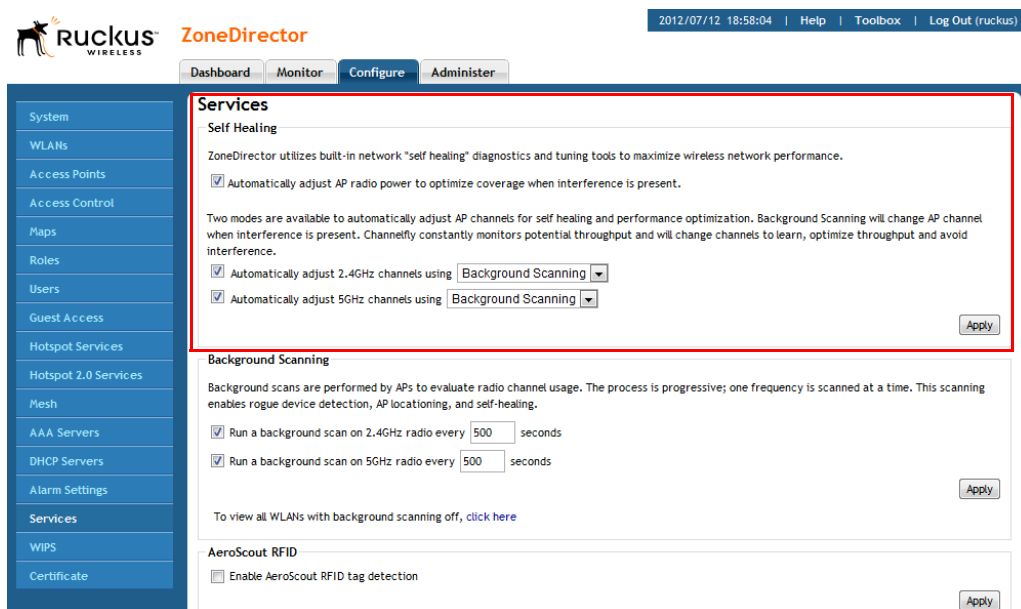 2012/07/12 18:58:04 | Help | Toolbox | Log Out (ruckus)
RUCKUS
WIRELESS
ZoneDirector
Dashboard
Monitor
Configure
Administer
System
WLANs
Access Points
Access Control
Maps
Roles
Users
Guest Access
Hotspot Services
Hotspot 2.0 Services
Mesh
AAA Servers
DHCP Servers
Alarm Settings
Services
WIPS
Certificate
Services
Self Healing
ZoneDirector utilizes built-in network "self healing" diagnostics and tuning tools to maximize wireless network performance.
Automatically adjust AP radio power to optimize coverage when interference is present.
Two modes are available to automatically adjust AP channels for self healing and performance optimization. Background Scanning will change AP channel
when interference is present. Channelfly constantly monitors potential throughput and will change channels to learn, optimize throughput and avoid
interference.
Automatically adjust 2.4GHz channels using Background Scanning
Automatically adjust 5GHz channels using Background Scanning
Apply
Background Scanning
Background scans are performed by APs to evaluate radio channel usage. The process is progressive; one frequency is scanned at a time. This scanning
enables rogue device detection, AP locationing, and self-healing.
Run a background scan on 2.4GHz radio every 500 seconds
Run a background scan on 5GHz radio every 500 seconds
Apply
To view all WLANs with background scanning off, click here
AeroScout RFID
Enable AeroScout RFID tag detection
Apply